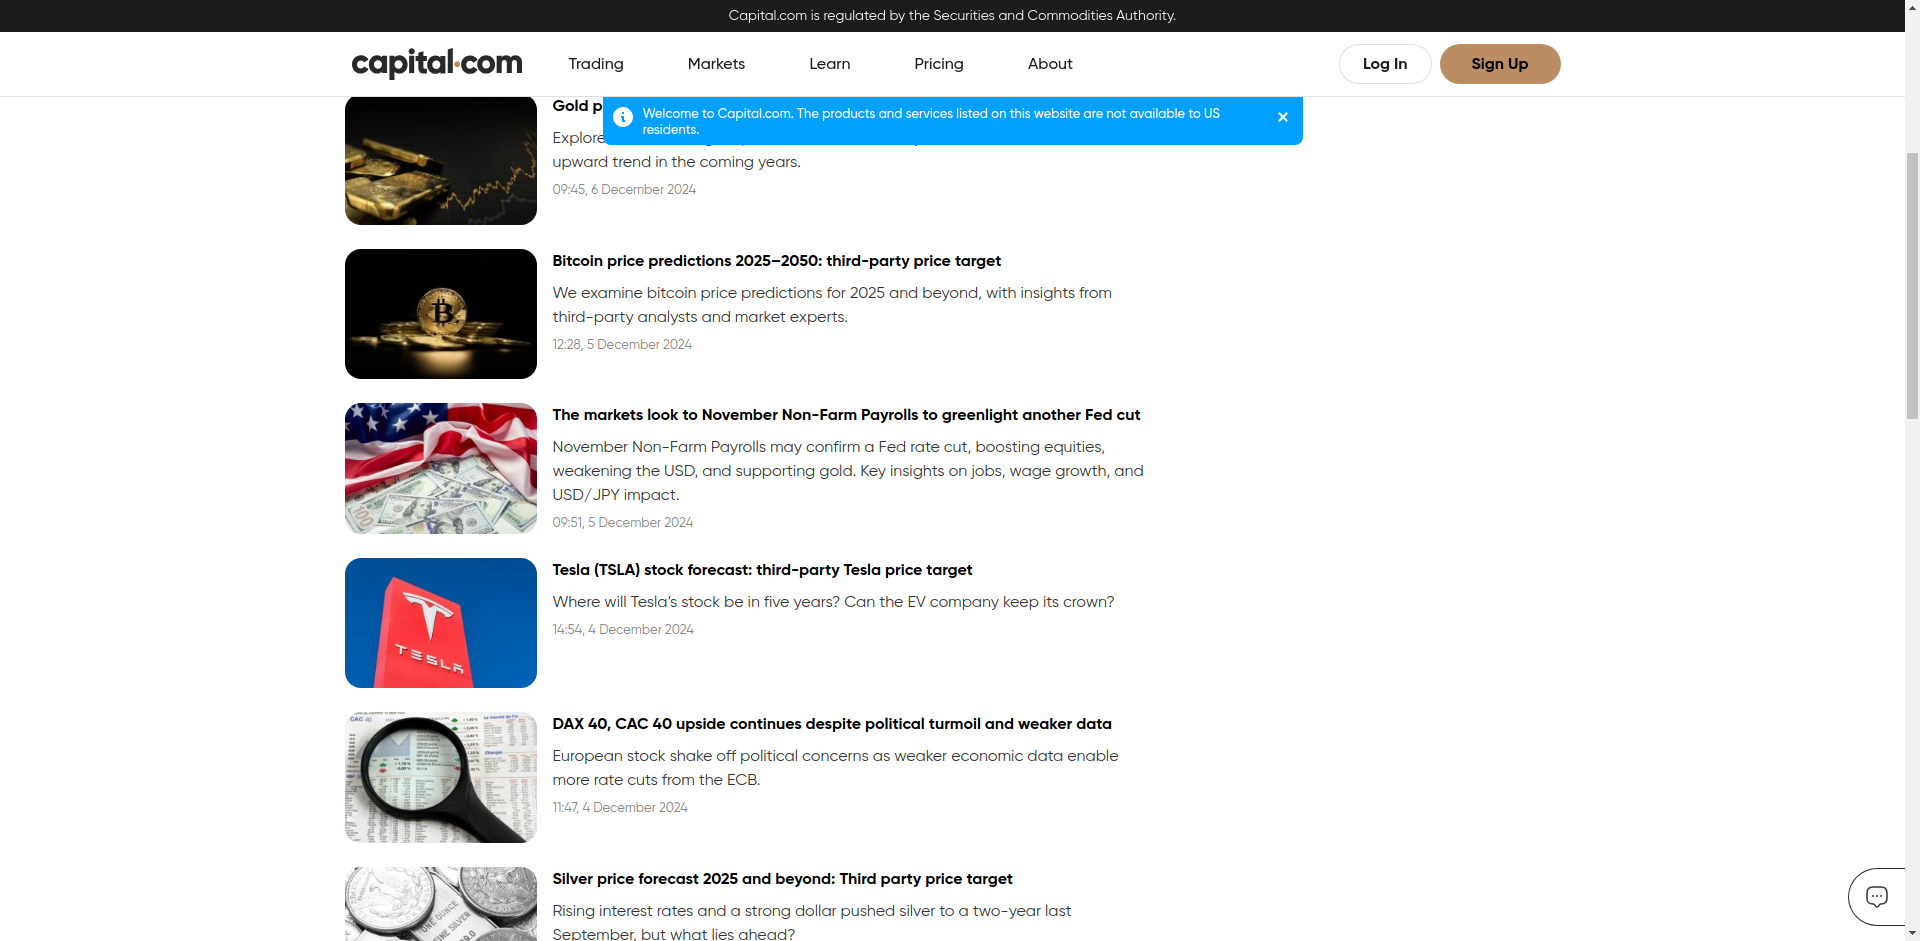 Capital.com is regulated by the Securities and Commodities Authority.
capital.com
Trading
Markets
Learn
Pricing
About
Log In
Sign Up
Welcome to Capital.com. The products and services listed on this website are not available to US
residents.
Gold p
Explore
upward trend in the coming years.
09:45, 6 December 2024
Bitcoin price predictions 2025–2050: third-party price target
We examine bitcoin price predictions for 2025 and beyond, with insights from
third-party analysts and market experts.
12:28, 5 December 2024
The markets look to November Non-Farm Payrolls to greenlight another Fed cut
November Non-Farm Payrolls may confirm a Fed rate cut, boosting equities,
weakening the USD, and supporting gold. Key insights on jobs, wage growth, and
USD/JPY impact.
09:51, 5 December 2024
TESLA
Tesla (TSLA) stock forecast: third-party Tesla price target
Where will Tesla’s stock be in five years? Can the EV company keep its crown?
14:54, 4 December 2024
CAC 40
DAX 40, CAC 40 upside continues despite political turmoil and weaker data
European stock shake off political concerns as weaker economic data enable
more rate cuts from the ECB.
11:47, 4 December 2024
ONE OUNCE
Silver price forecast 2025 and beyond: Third party price target
Rising interest rates and a strong dollar pushed silver to a two-year last
September, but what lies ahead?